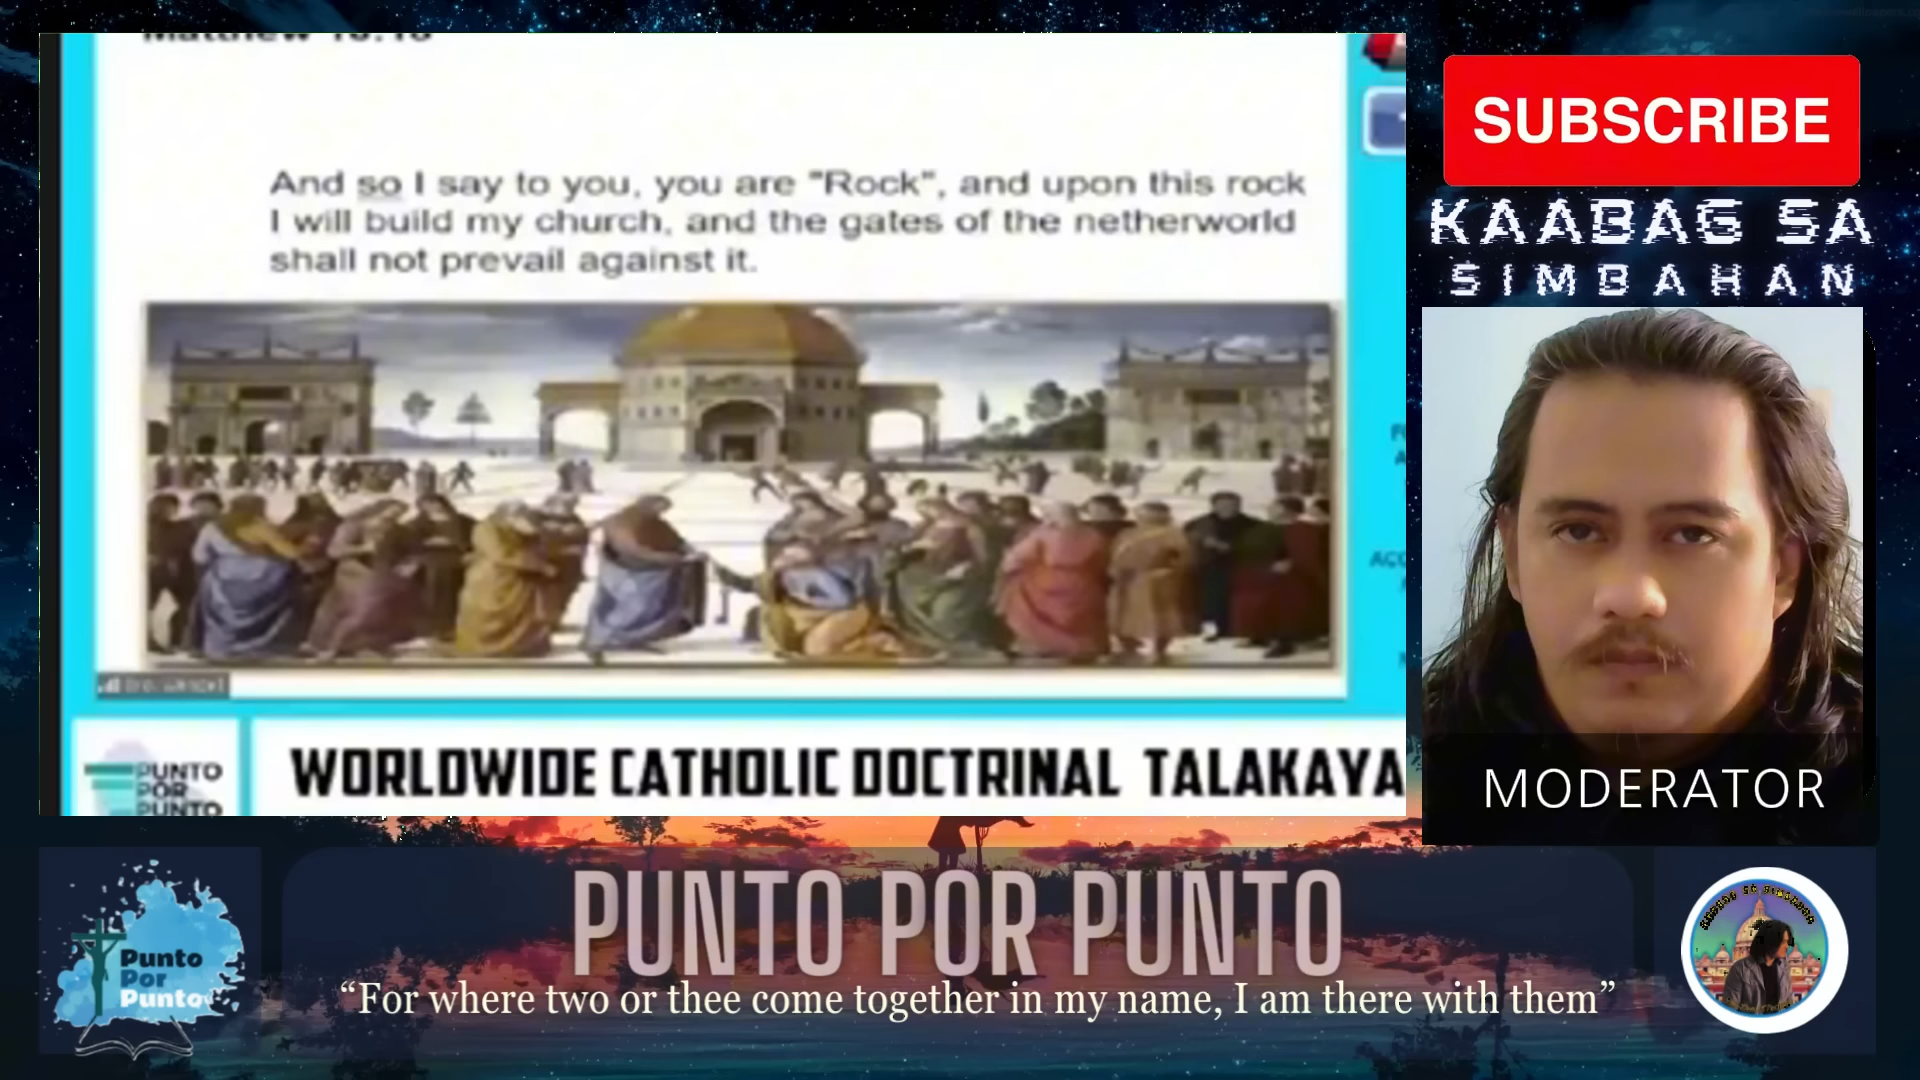 And so I say to you, you are "Rock", and upon this rock
I will build my church, and the gates of the netherworld
shall not prevail against it.
PUNTO
POR
PUNTO
WORLDWIDE CATHOLIC DOCTRINAL TALAKAYA
SUBSCRIBE
KAABAG SA
SIMBAHAN
MODERATOR
Punto
Por
Punto
PUNTO POR PUNTO
“For where two or thee come together in my name, I am there with them”